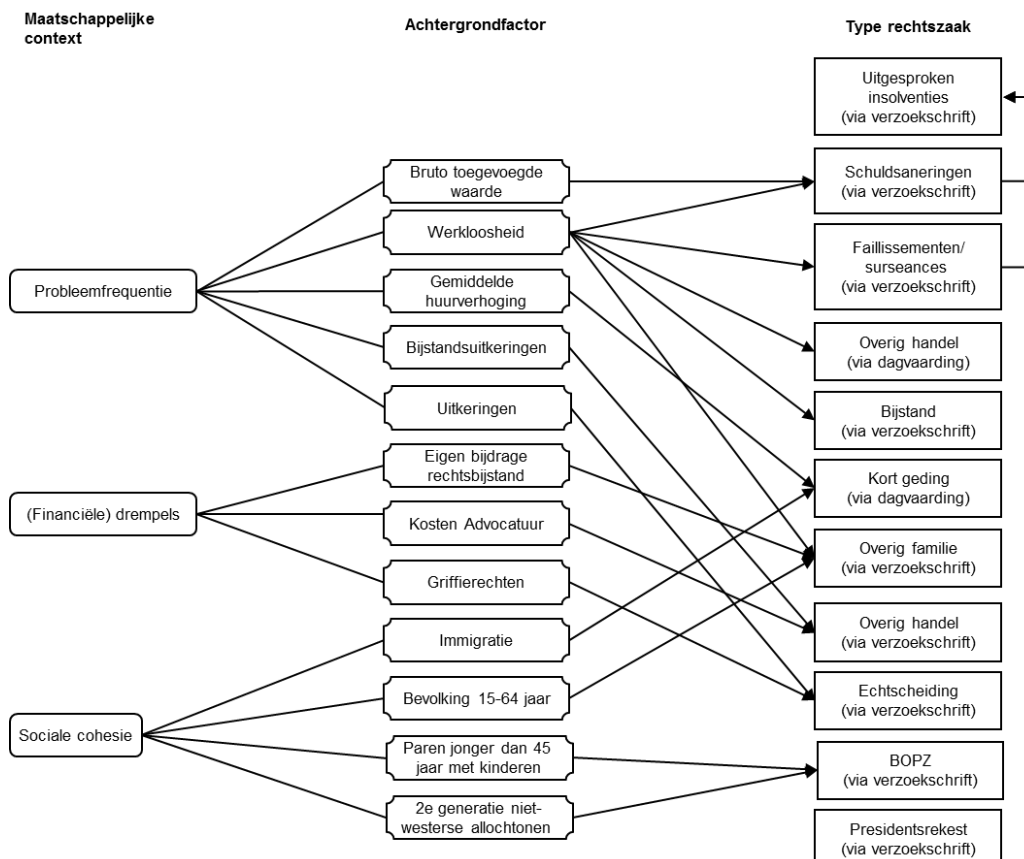 Maatschappelijke
context
Achtergrondfactor
Type rechtszaak
Probleemfrequentie
(Financiële) drempels
Sociale cohesie
Bruto toegevoegde
waarde
Werkloosheid
Gemiddelde
huurverhoging
Bijstandsuitkeringen
Uitkeringen
Eigen bijdrage
rechtsbijstand
Kosten Advocatuur
Griffierechten
Immigratie
Bevolking 15-64 jaar
Paren jonger dan 45
jaar met kinderen
2e generatie niet-
westerse allochtonen
Uitgesproken
insolventies
(via verzoekschrift)
Schuldsaneringen
(via verzoekschrift)
Faillissementen/
surseances
(via verzoekschrift)
Overig handel
(via dagvaarding)
Bijstand
(via verzoekschrift)
Kort geding
(via dagvaarding)
Overig familie
(via verzoekschrift)
Overig handel
(via verzoekschrift)
Echtscheiding
(via verzoekschrift)
BOPZ
(via verzoekschrift)
Presidentsrekest
(via verzoekschrift)